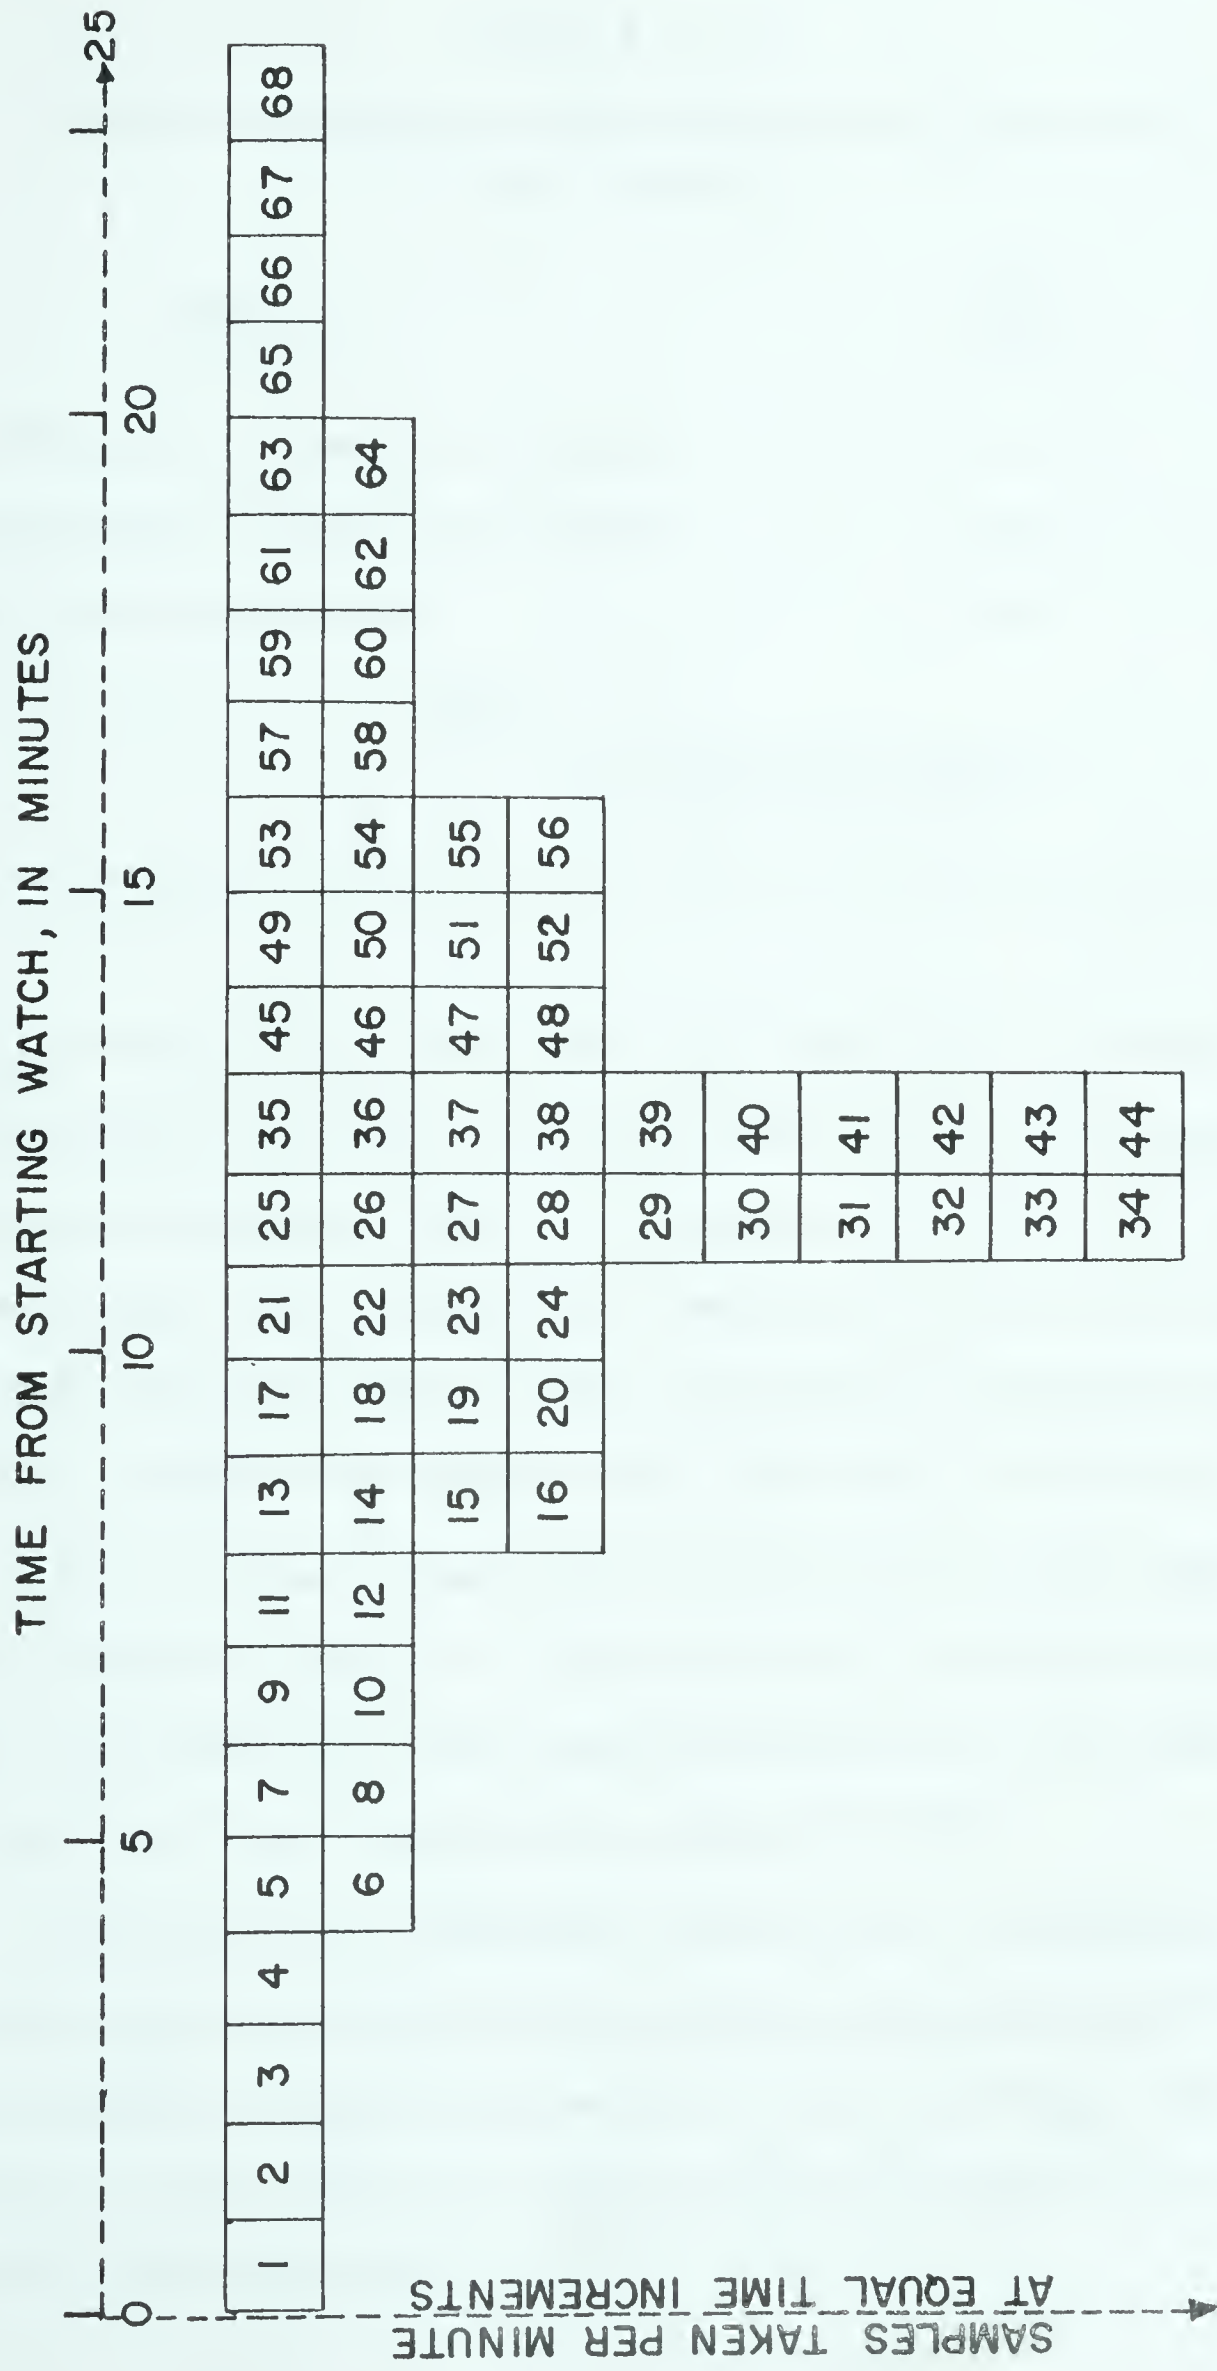 TIME FROM STARTING WATCH, IN MINUTES
0 5 10 15 20 25
1 2 3 4 5 7 9 11 13 17 21 25 35 45 49 53 57 59 61 63 65 66 67 68
6 8 10 12 14 18 22 26 36 46 50 54 58 60 62 64
15 19 23 27 37 47 51 55
16 20 24 28 38 48 52 56
29 39
30 40
31 41
32 42
33 43
34 44
SAMPLES TAKEN PER MINUTE
AT EQUAL TIME INCREMENTS